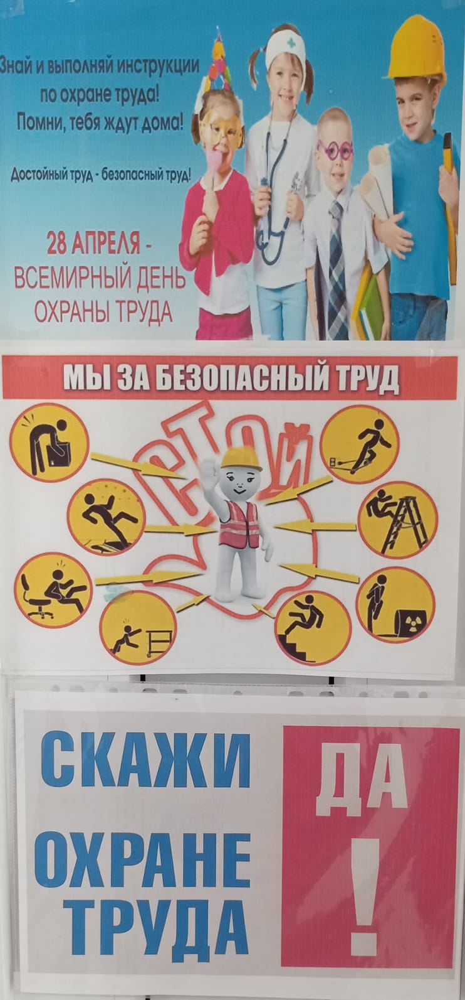 Знай и выполняй инструкции
по охране труда!
Помни, тебя ждут дома!
Достойный труд - безопасный труд!
28 АПРЕЛЯ -
ВСЕМИРНЫЙ ДЕНЬ
ОХРАНЫ ТРУДА
МЫ ЗА БЕЗОПАСНЫЙ ТРУД
СТОЙ
СКАЖИ
ОХРАНЕ
ТРУДА
ДА
!